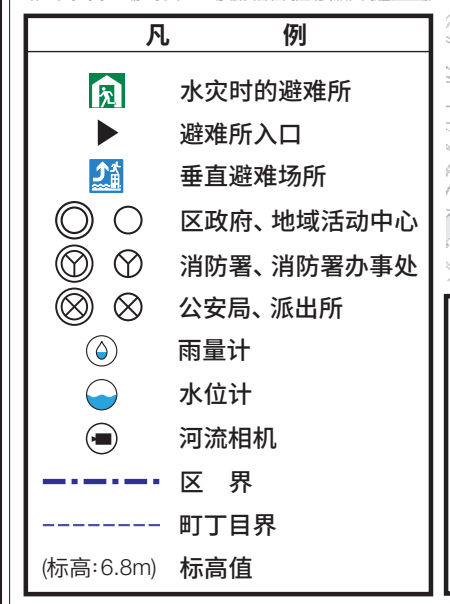 凡 例
水灾时的避难所
避难所入口
垂直避难场所
区政府、地域活动中心
消防署、消防署办事处
公安局、派出所
雨量计
水位计
河流相机
区 界
町丁目界
(标高:6.8m) 标高值